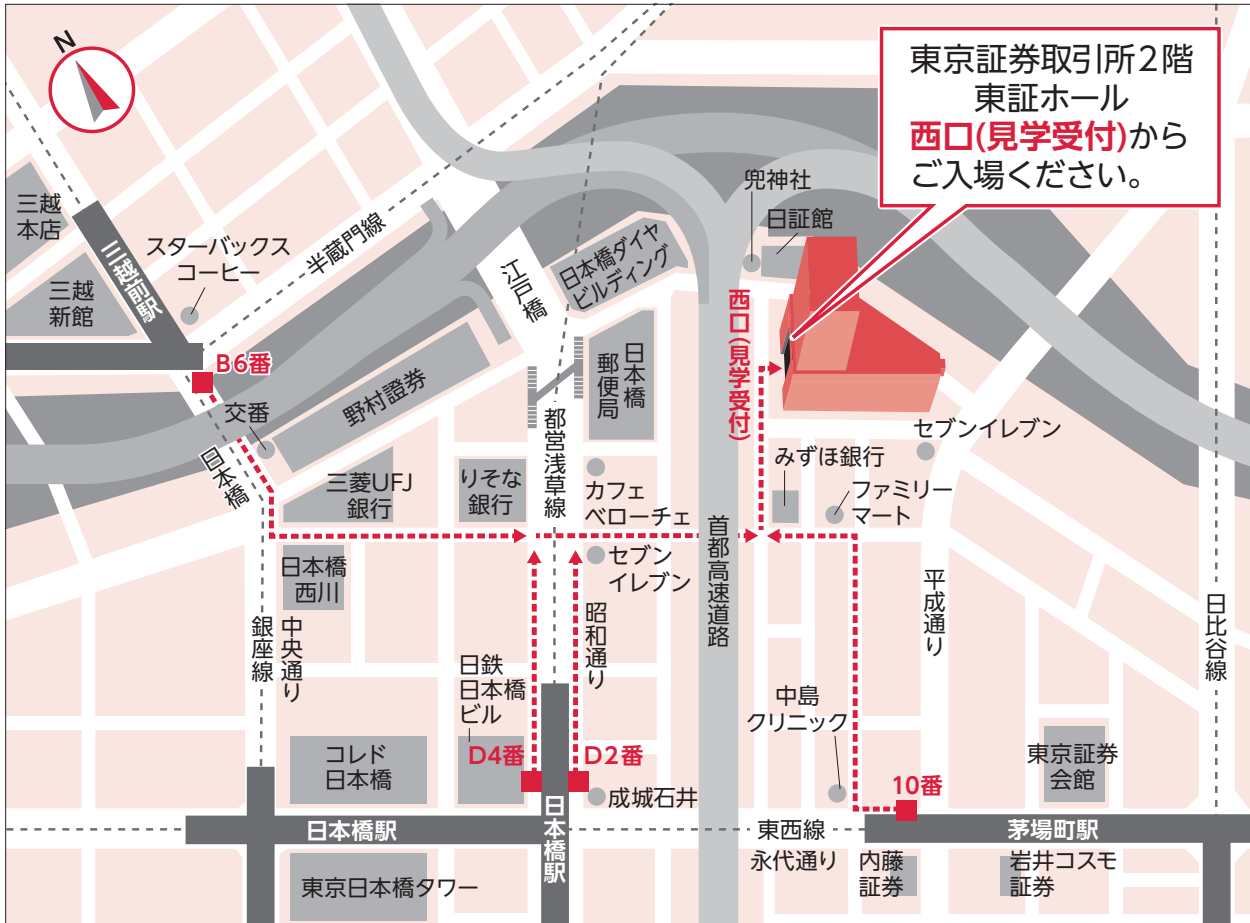 N
東京証券取引所2階
東証ホール
西口(見学受付)から
ご入場ください。
三越
本店
三越前駅
スターバックス
コーヒー
半蔵門線
江戸橋
日本橋ダイヤ
ビルディング
兜神社
日証館
三越
新館
B6番
交番
野村證券
日本橋
郵便局
西口(見学受付)
日本橋
三菱UFJ
銀行
りそな
銀行
都営浅草線
カフェ
ベローチェ
みずほ銀行
セブンイレブン
ファミリー
マート
日本橋
西川
セブン
イレブン
首都高速道路
平成通り
日比谷線
銀座線
中央通り
昭和通り
日鉄
日本橋
ビル
中島
クリニック
コレド
日本橋
D4番
D2番
成城石井
10番
東京証券
会館
日本橋駅
日本橋駅
東西線
茅場町駅
永代通り
内藤
証券
岩井コスモ
証券
東京日本橋タワー